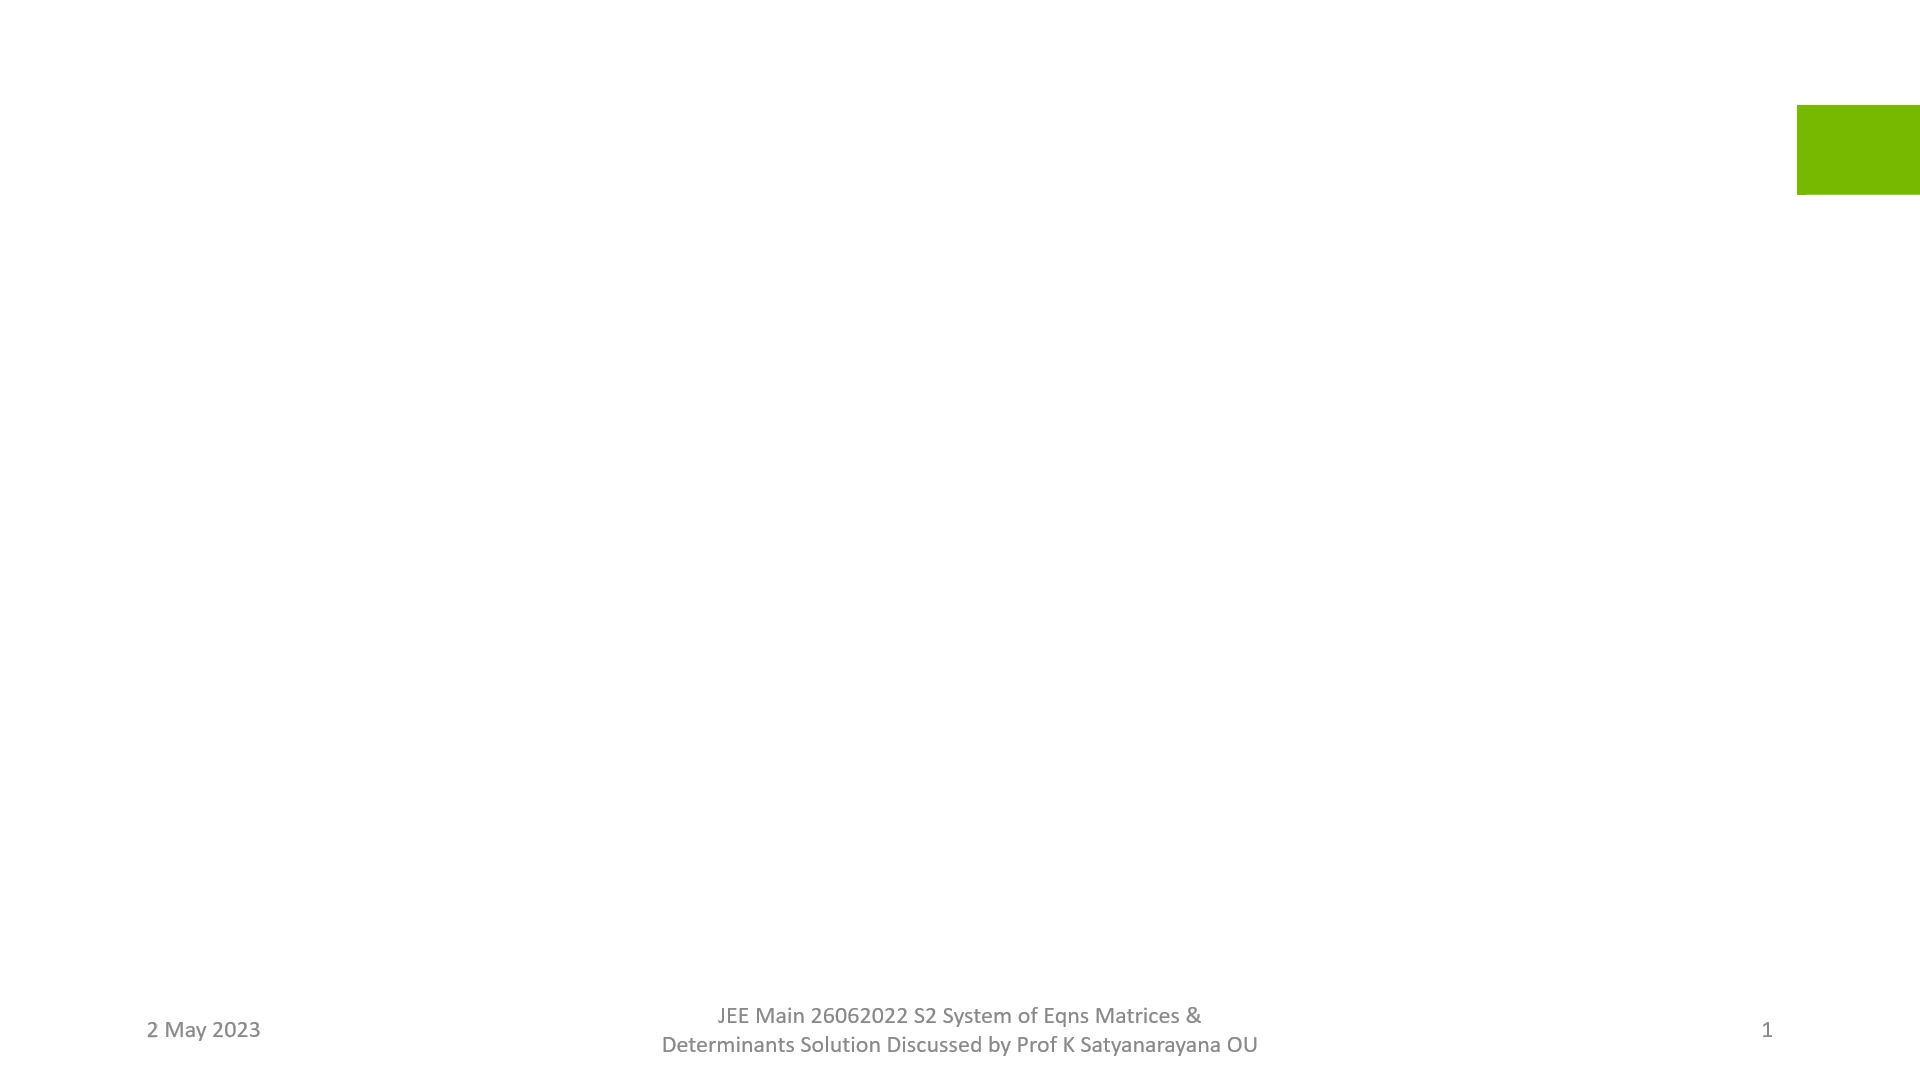 2 May 2023
JEE Main 26062022 S2 System of Eqns Matrices &
Determinants Solution Discussed by Prof K Satyanarayana OU
1